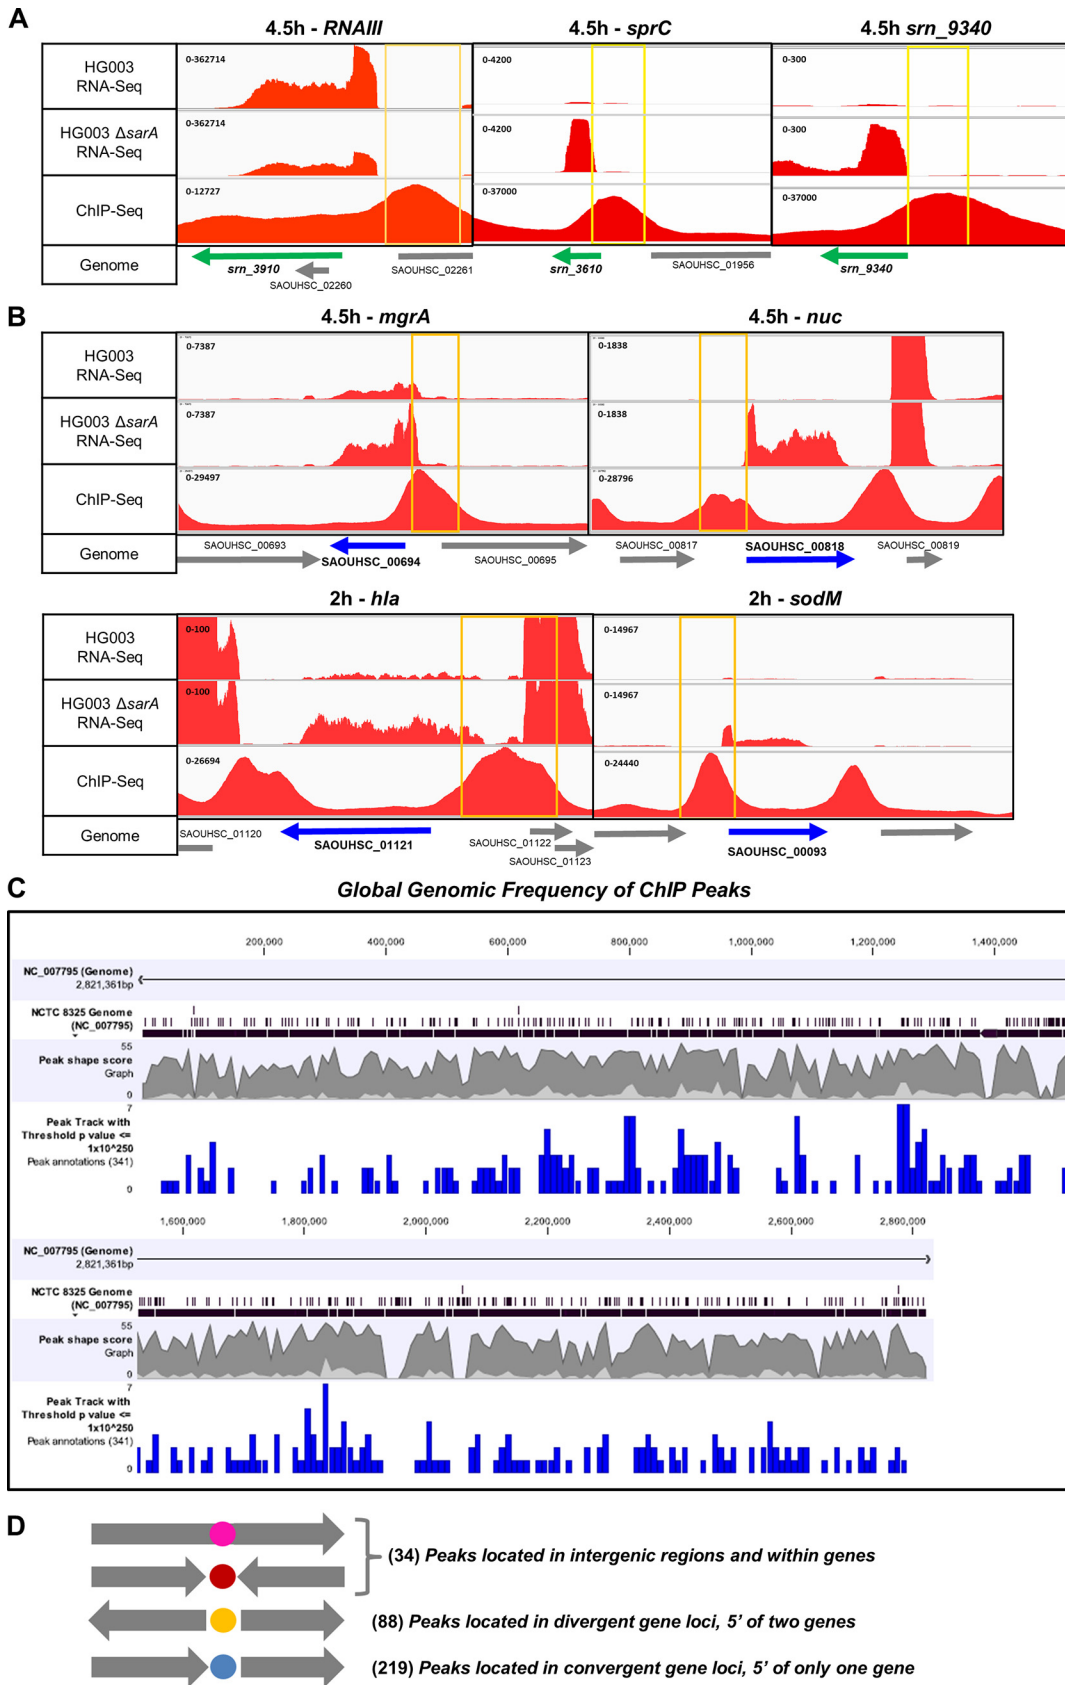 A
4.5h - RNAIII
4.5h - sprC
4.5h srn_9340
HG003
RNA-Seq
0-362714
0-4200
0-300
HG003 ΔsarA
RNA-Seq
0-362714
0-4200
0-300
ChIP-Seq
0-12727
0-37000
0-37000
Genome
srn_3910
SAOUHSC_02260
SAOUHSC_02261
srn_3610
SAOUHSC_01956
srn_9340
B
4.5h - mgrA
4.5h - nuc
HG003
RNA-Seq
0-7387
0-1838
HG003 ΔsarA
RNA-Seq
0-7387
0-1838
ChIP-Seq
0-29497
0-28796
Genome
SAOUHSC_00693
SAOUHSC_00694
SAOUHSC_00695
SAOUHSC_00817
SAOUHSC_00818
SAOUHSC_00819
2h - hla
2h - sodM
HG003
RNA-Seq
0-100
0-14967
HG003 ΔsarA
RNA-Seq
0-100
0-14967
ChIP-Seq
0-26694
0-24440
Genome
SAOUHSC_01120
SAOUHSC_01121
SAOUHSC_01122
SAOUHSC_01123
SAOUHSC_00093
C
Global Genomic Frequency of ChIP Peaks
200,000 400,000 600,000 800,000 1,000,000 1,200,000 1,400,000
NC_007795 (Genome)
2,821,361bp
NCTC 8325 Genome
(NC_007795)
55
Peak shape score
Graph
0
7
Peak Track with
Threshold p value <=
1x10^250
Peak annotations (341)
0
1,600,000 1,800,000 2,000,000 2,200,000 2,400,000 2,600,000 2,800,000
NC_007795 (Genome)
2,821,361bp
NCTC 8325 Genome
(NC_007795)
55
Peak shape score
Graph
0
7
Peak Track with
Threshold p value <=
1x10^250
Peak annotations (341)
0
D
(34) Peaks located in intergenic regions and within genes
(88) Peaks located in divergent gene loci, 5' of two genes
(219) Peaks located in convergent gene loci, 5' of only one gene